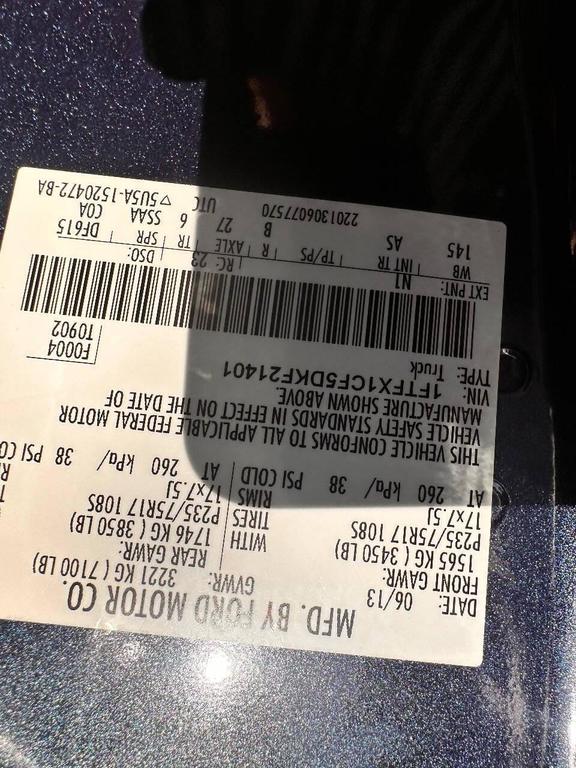 MFD. BY FORD MOTOR CO.
DATE: 06/13 GVWR: 3221 KG ( 7100 LB)
FRONT GAWR: REAR GAWR:
1565 KG ( 3450 LB) WITH 1746 KG ( 3850 LB)
P235/75R17 108S TIRES P235/75R17 108S
17x7.5J RIMS 17x7.5J
AT 260 kPa/ 38 PSI COLD AT 260 kPa/ 38 PSI CO
THIS VEHICLE CONFORMS TO ALL APPLICABLE FEDERAL MOTOR
VEHICLE SAFETY STANDARDS IN EFFECT ON THE DATE OF
MANUFACTURE SHOWN ABOVE.
VIN: 1FTFX1CF5DKF21401
TYPE: Truck
F0004
T0902
EXT PNT: N1 RC: 23 DSO:
WB INT TR TP/PS R AXLE TR SPR
145 AS B 27 6 SSAA DF615
COA
2201306077570 UTC ▽5U5A-1520472-BA